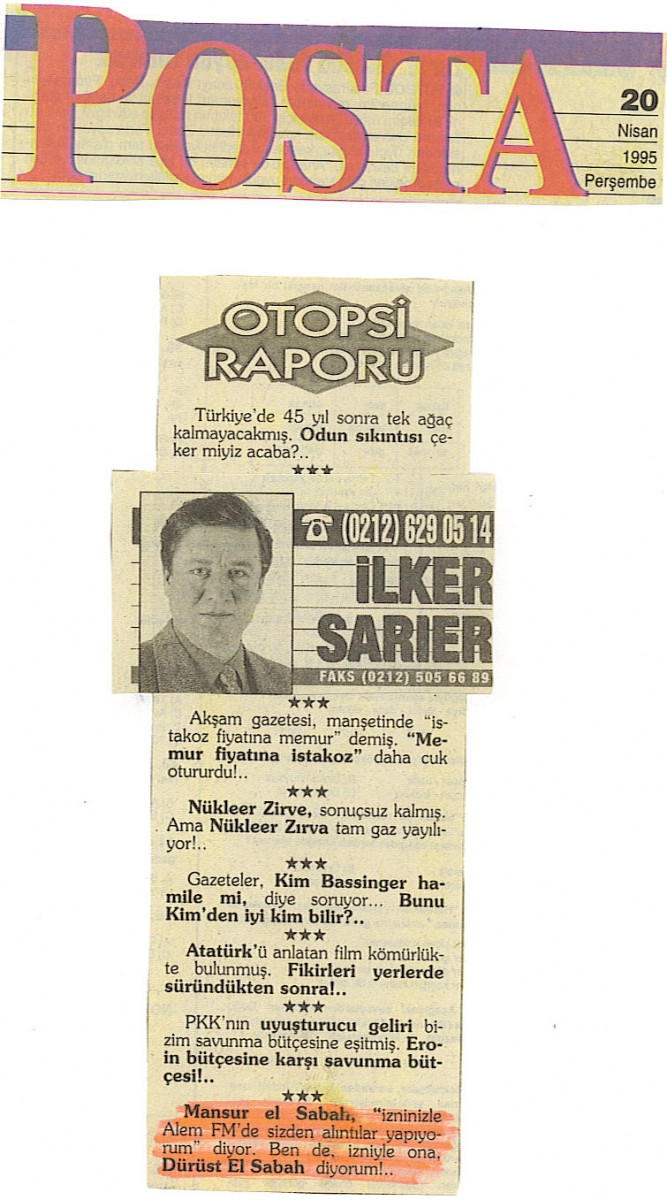 POSTA
20
Nisan
1995
Perşembe
OTOPSİ
RAPORU
Türkiye'de 45 yıl sonra tek ağaç
kalmayacakmış. Odun sıkıntısı çe-
ker miyiz acaba?..
★★★
☎ (0212) 629 05 14
İLKER
SARIER
FAKS (0212) 505 66 89
★★★
Akşam gazetesi, manşetinde “is-
takoz fiyatına memur” demiş. “Me-
mur fiyatına istakoz” daha cuk
otururdu!..
★★★
Nükleer Zirve, sonuçsuz kalmış.
Ama Nükleer Zırva tam gaz yayılı-
yor!..
★★★
Gazeteler, Kim Bassinger ha-
mile mi, diye soruyor... Bunu
Kim'den iyi kim bilir?..
★★★
Atatürk'ü anlatan film kömürlük-
te bulunmuş. Fikirleri yerlerde
süründükten sonra!..
★★★
PKK'nın uyuşturucu geliri bi-
zim savunma bütçesine eşitmiş. Ero-
in bütçesine karşı savunma büt-
çesi!..
★★★
Mansur el Sabah, “izninizle
Alem FM'de sizden alıntılar yapıyo-
rum” diyor. Ben de, izniyle ona,
Dürüst El Sabah diyorum!..